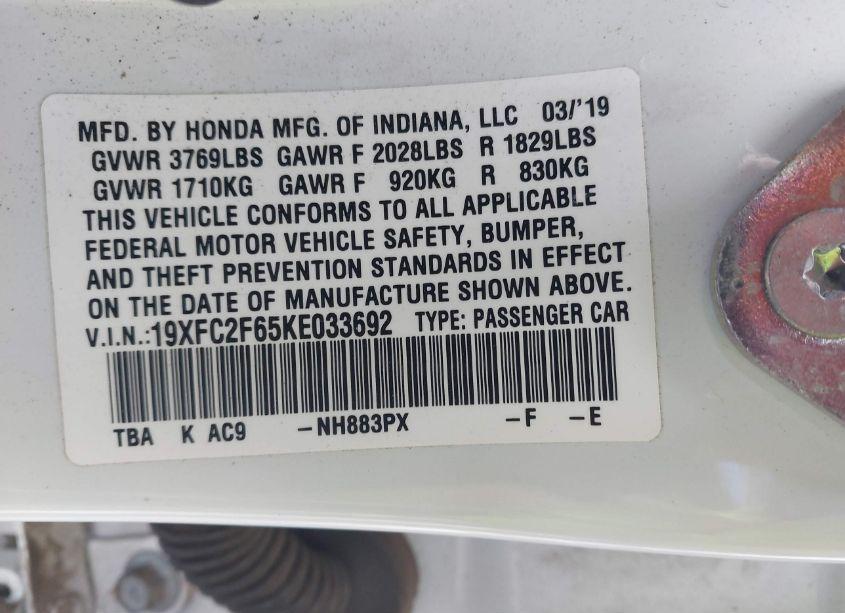 MFD. BY HONDA MFG. OF INDIANA, LLC 03/'19
GVWR 3769LBS GAWR F 2028LBS R 1829LBS
GVWR 1710KG GAWR F 920KG R 830KG
THIS VEHICLE CONFORMS TO ALL APPLICABLE
FEDERAL MOTOR VEHICLE SAFETY, BUMPER,
AND THEFT PREVENTION STANDARDS IN EFFECT
ON THE DATE OF MANUFACTURE SHOWN ABOVE.
V.I.N.:19XFC2F65KE033692 TYPE: PASSENGER CAR
TBA K AC9 -NH883PX -F -E